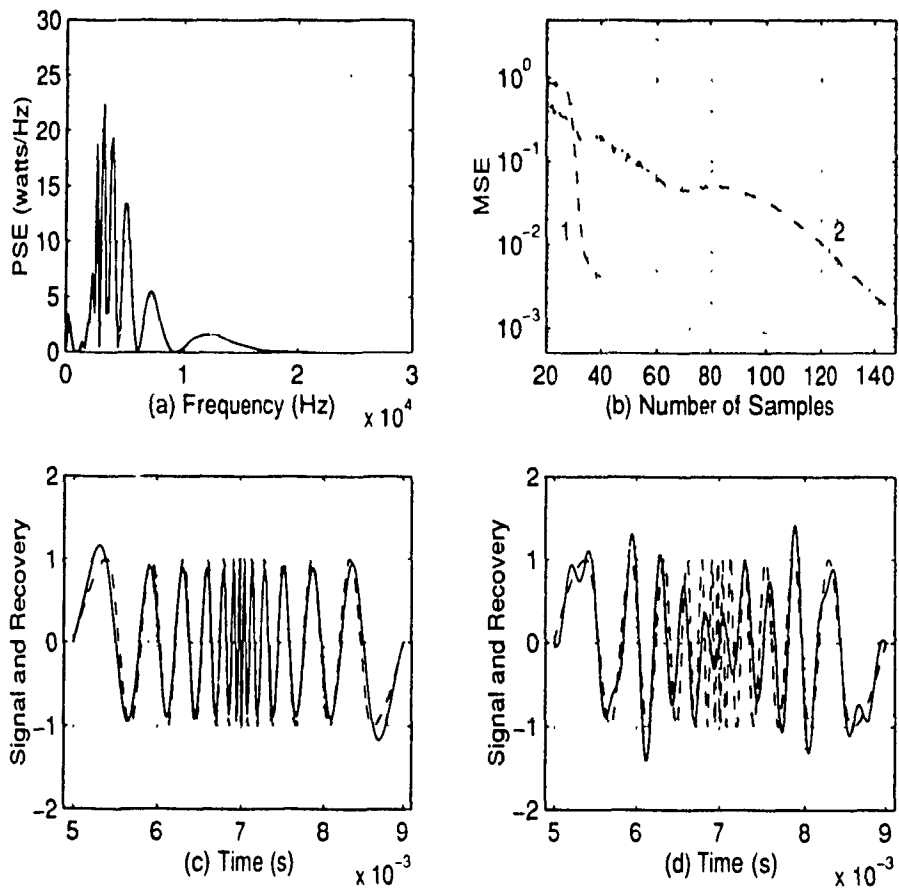 30
25
20
15
10
5
0
PSE (watts/Hz)
0 1 2 3
(a) Frequency (Hz)
x 10^4
10^0
10^-1
10^-2
10^-3
MSE
1
2
20 40 60 80 100 120 140
(b) Number of Samples
2
1
0
-1
-2
Signal and Recovery
5 6 7 8 9
(c) Time (s)
x 10^-3
2
1
0
-1
-2
Signal and Recovery
5 6 7 8 9
(d) Time (s)
x 10^-3